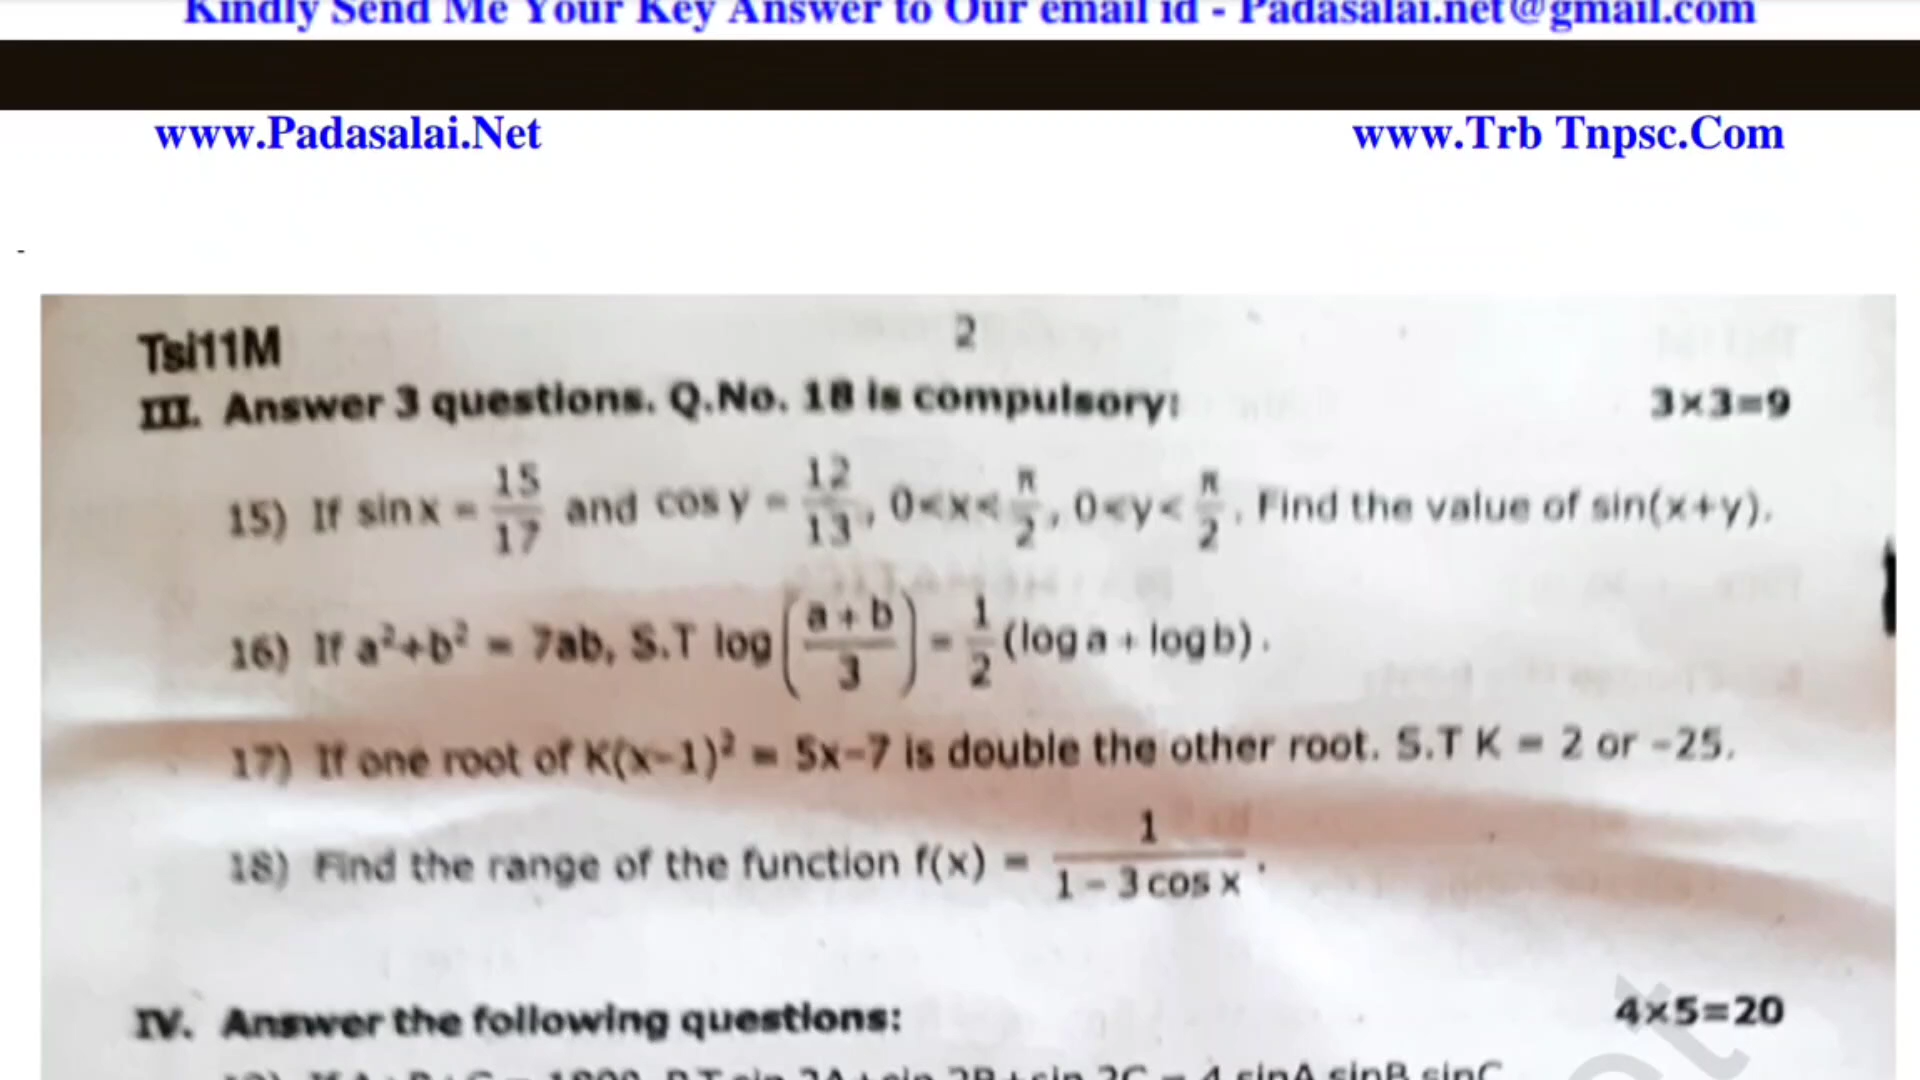 Kindly Send Me Your Key Answer to Our email id - Padasalai.net@gmail.com
www.Padasalai.Net www.Trb Tnpsc.Com
Tsi11M 2
III. Answer 3 questions. Q.No. 18 is compulsory: 3×3=9
15) If sin x = 15/17 and cos y = 12/13, 0<x<π/2, 0<y<π/2. Find the value of sin(x+y).
16) If a²+b² = 7ab, S.T log((a+b)/3) = 1/2 (log a + log b).
17) If one root of K(x-1)² = 5x-7 is double the other root. S.T K = 2 or -25.
18) Find the range of the function f(x) = 1/(1 - 3 cos x).
IV. Answer the following questions: 4×5=20